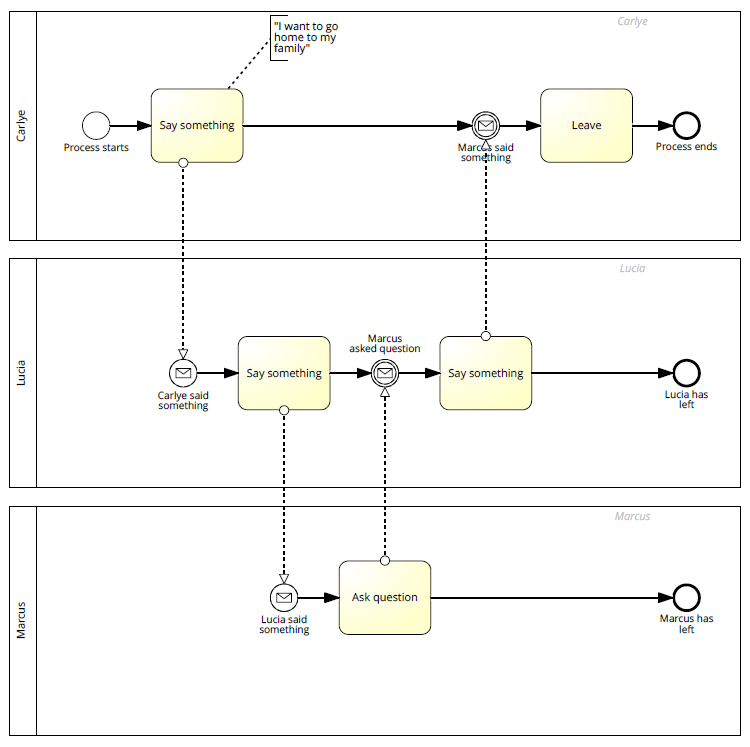 Carlye
Carlye
"I want to go
home to my
family"
Say something
Leave
Process starts
Marcus said
something
Process ends
Lucia
Lucia
Marcus
asked question
Say something
Say something
Carlye said
something
Lucia has
left
Marcus
Marcus
Ask question
Lucia said
something
Marcus has
left